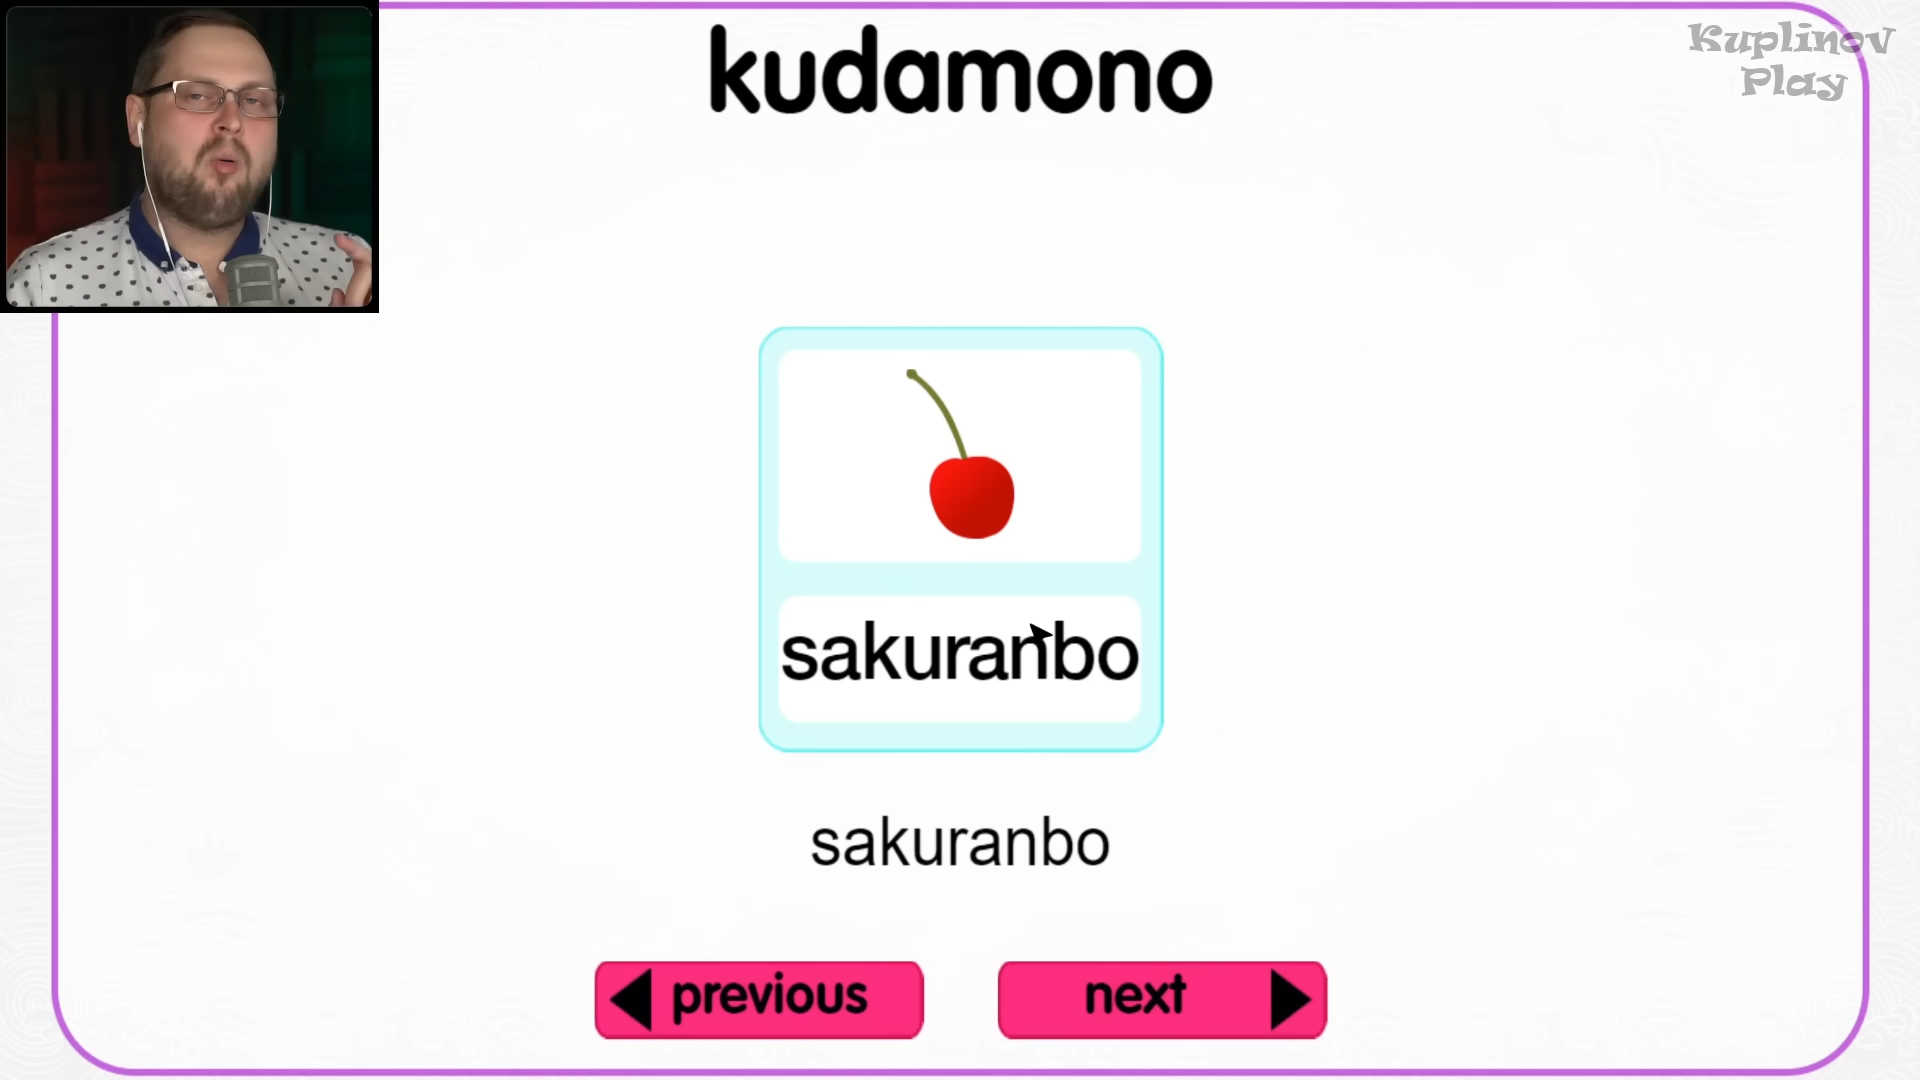 kudamono
Kuplinov
Play
sakuranbo
sakuranbo
previous
next